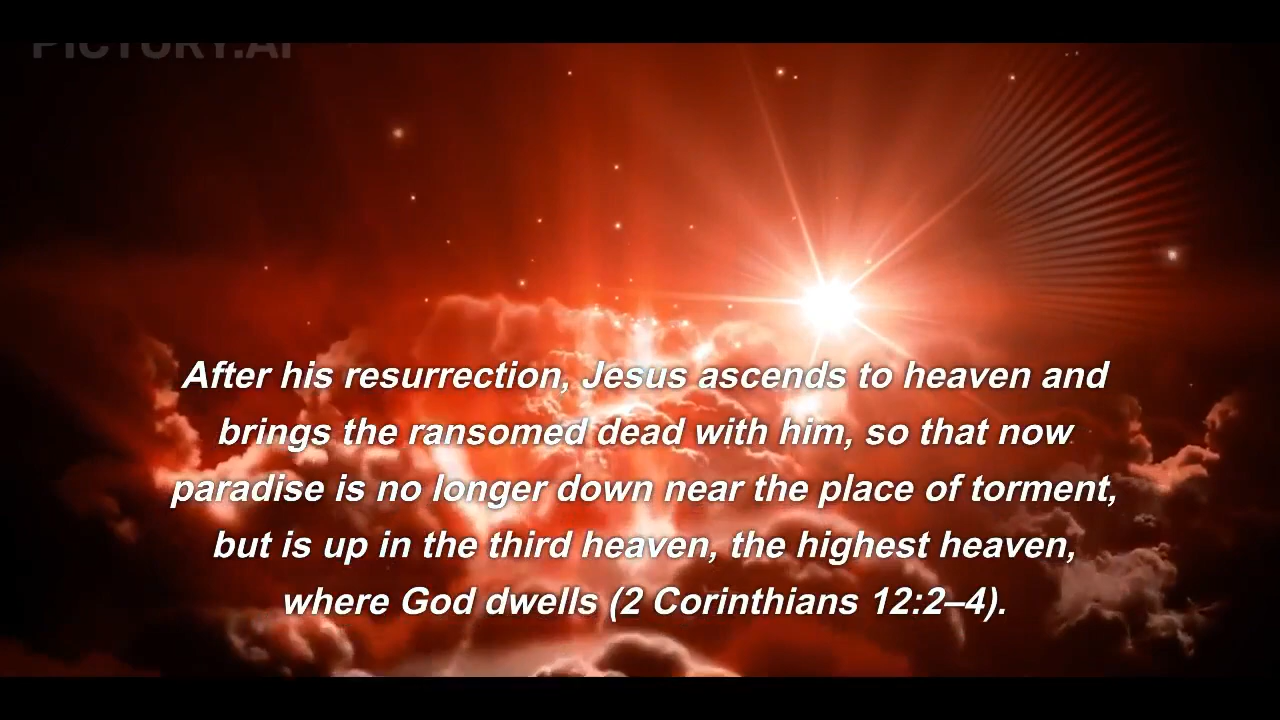 PICTORY.AI
After his resurrection, Jesus ascends to heaven and
brings the ransomed dead with him, so that now
paradise is no longer down near the place of torment,
but is up in the third heaven, the highest heaven,
where God dwells (2 Corinthians 12:2–4).